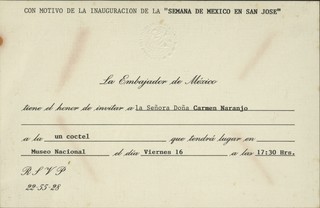 CON MOTIVO DE LA INAUGURACION DE LA "SEMANA DE MEXICO EN SAN JOSE"
La Embajador de México
tiene el honor de invitar a la Señora Doña Carmen Naranjo
a la un coctel que tendrá lugar en
Museo Nacional el día Viernes 16 a las 17:30 Hrs.
R S V P
22-55-28